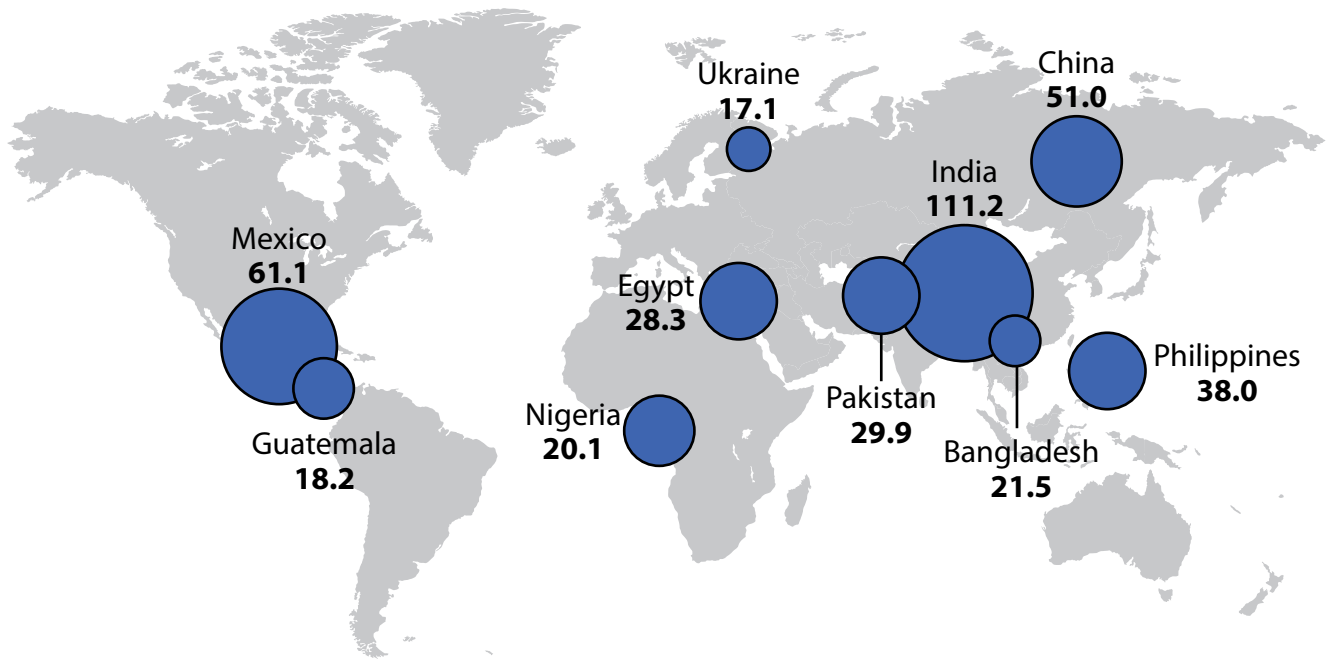 Ukraine
17.1
China
51.0
India
111.2
Mexico
61.1
Egypt
28.3
Philippines
38.0
Pakistan
29.9
Nigeria
20.1
Guatemala
18.2
Bangladesh
21.5